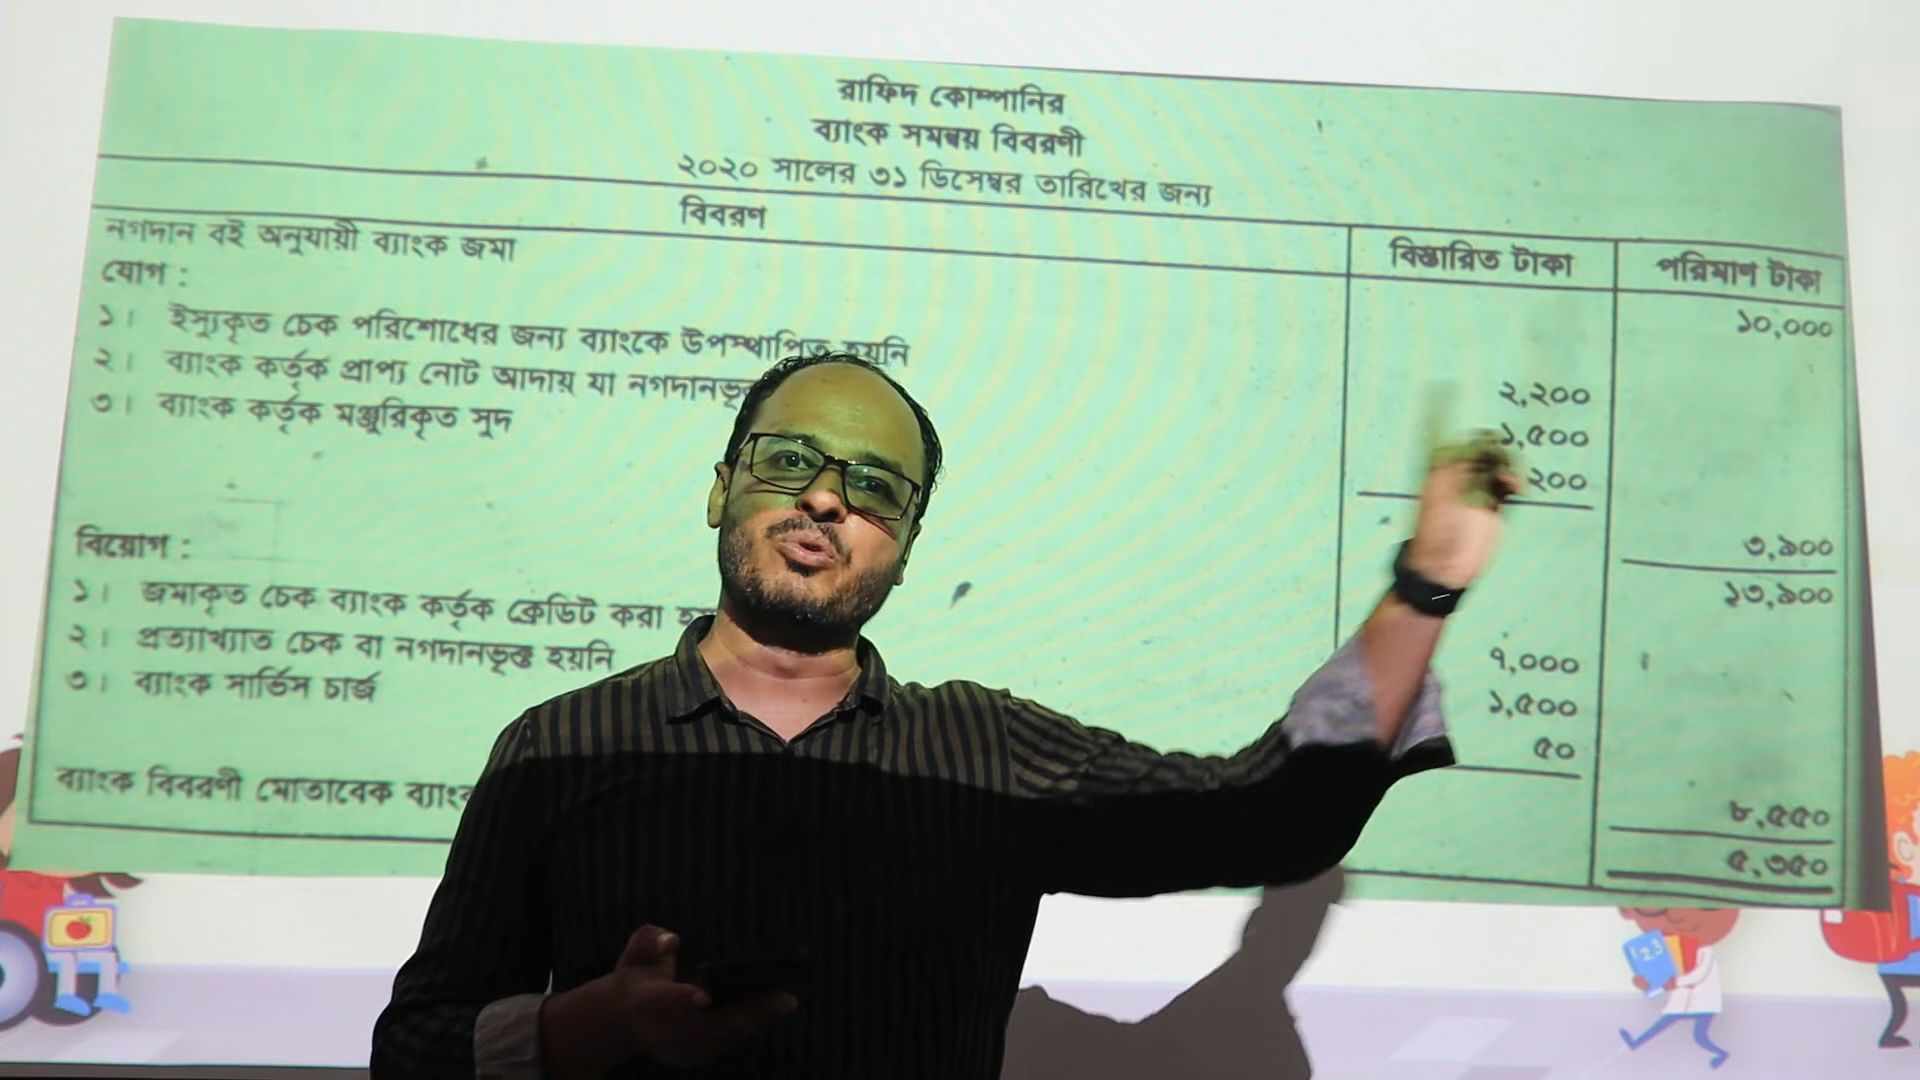 রাফিদ কোম্পানির
ব্যাংক সমন্বয় বিবরণী
২০২০ সালের ৩১ ডিসেম্বর তারিখের জন্য
বিবরণ বিস্তারিত টাকা পরিমাণ টাকা
নগদান বই অনুযায়ী ব্যাংক জমা ১০,০০০
যোগ :
১। ইস্যুকৃত চেক পরিশোধের জন্য ব্যাংকে উপস্থাপিত হয়নি ২,২০০
২। ব্যাংক কর্তৃক প্রাপ্য নোট আদায় যা ১,৫০০
৩। ব্যাংক কর্তৃক মঞ্জুরিকৃত সুদ ২০০
৩,৯০০
১৩,৯০০
বিয়োগ :
১। জমাকৃত চেক ব্যাংক কর্তৃক ক্রেডিট করা ৭,০০০
২। প্রত্যাখ্যাত চেক বা নগদানভূক্ত হয়নি ১,৫০০
৩। ব্যাংক সার্ভিস চার্জ ৫০
৮,৫৫০
ব্যাংক বিবরণী মোতাবেক ৫,৩৫০
123